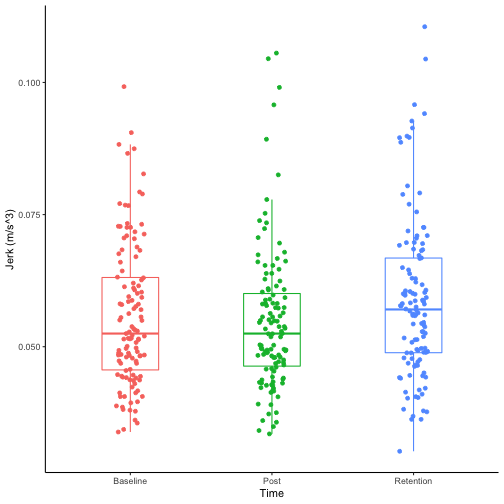 Jerk (m/s^3)
0.100
0.075
0.050
Baseline
Post
Retention
Time